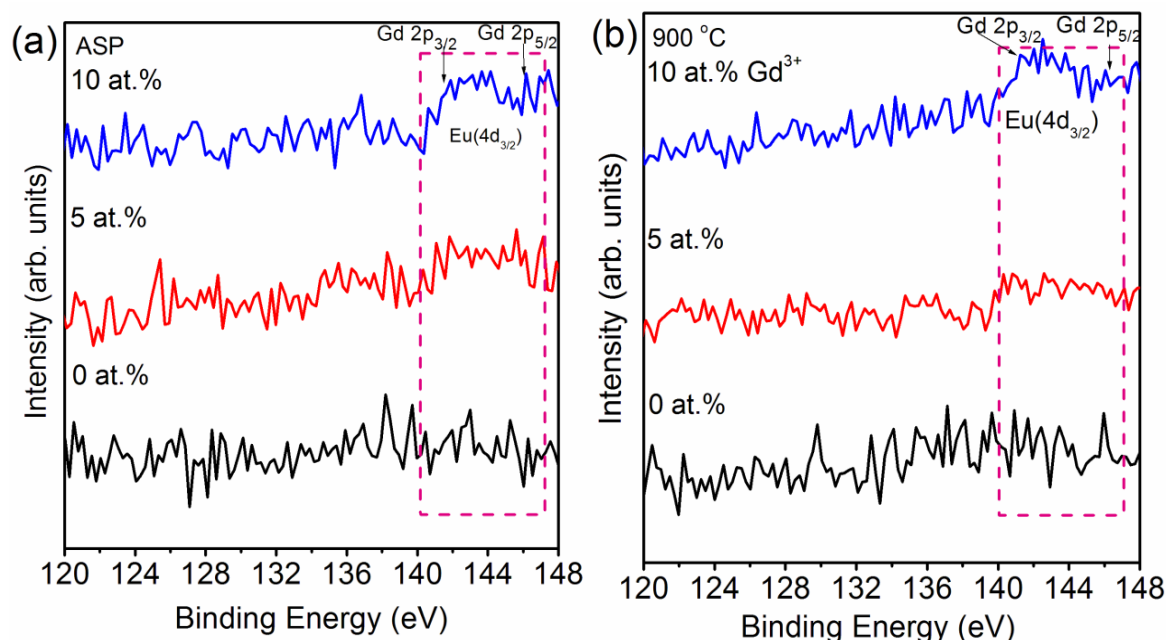 (a)
ASP
10 at.%
Gd 2p3/2
Gd 2p5/2
Eu(4d3/2)
5 at.%
0 at.%
Intensity (arb. units)
120 124 128 132 136 140 144 148
Binding Energy (eV)
(b)
900 °C
10 at.% Gd3+
Gd 2p3/2
Gd 2p5/2
Eu(4d3/2)
5 at.%
0 at.%
Intensity (arb. units)
120 124 128 132 136 140 144 148
Binding Energy (eV)